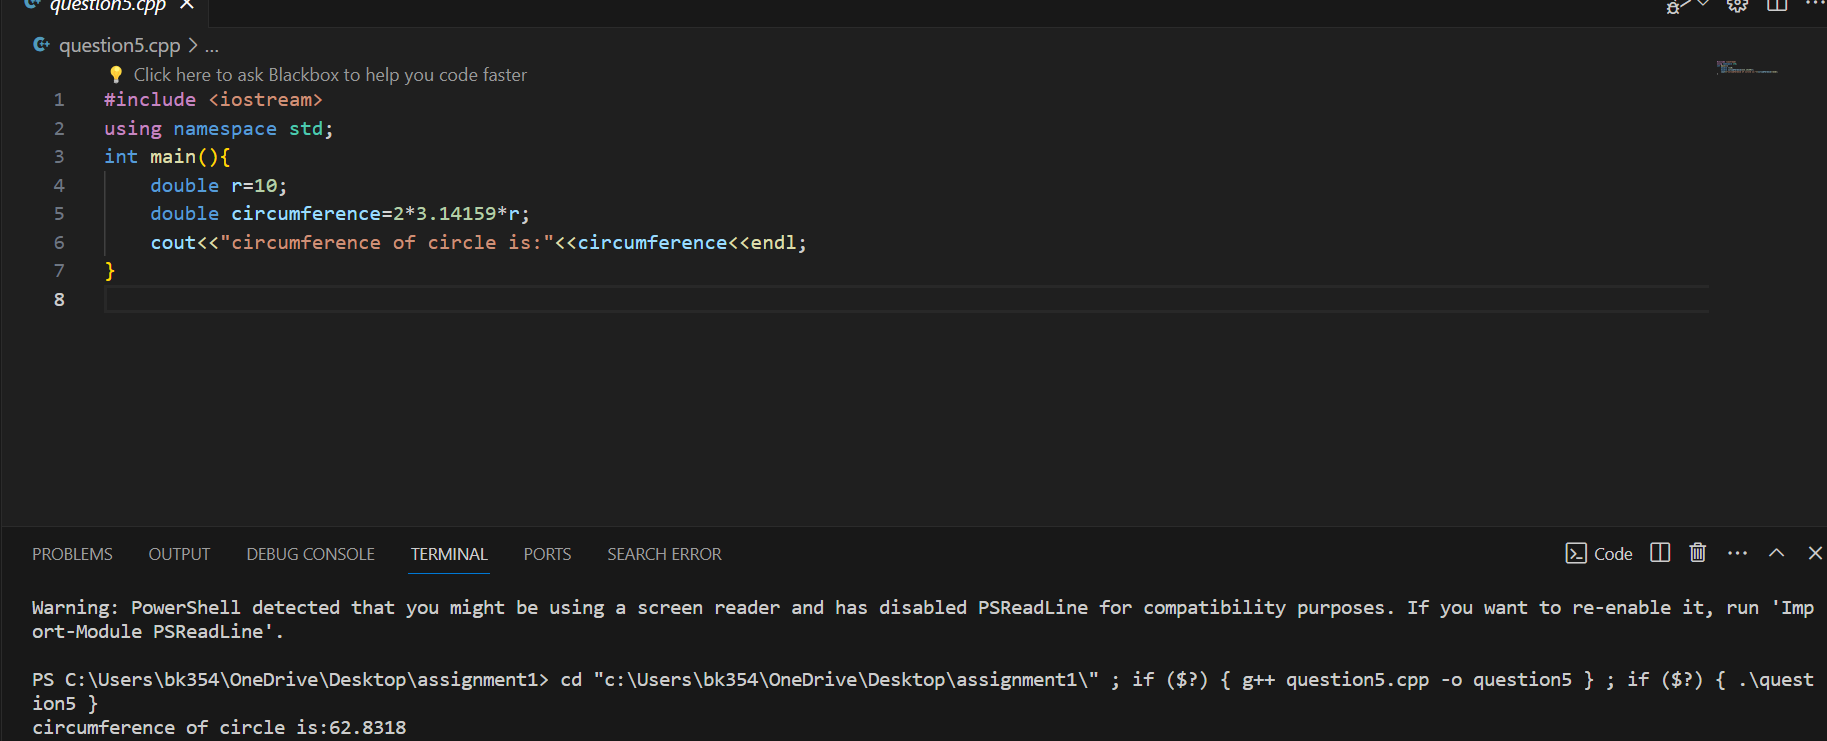 question5.cpp
question5.cpp > ...
Click here to ask Blackbox to help you code faster
1 #include <iostream>
2 using namespace std;
3 int main(){
4     double r=10;
5     double circumference=2*3.14159*r;
6     cout<<"circumference of circle is:"<<circumference<<endl;
7 }
8
PROBLEMS OUTPUT DEBUG CONSOLE TERMINAL PORTS SEARCH ERROR Code
Warning: PowerShell detected that you might be using a screen reader and has disabled PSReadLine for compatibility purposes. If you want to re-enable it, run 'Imp
ort-Module PSReadLine'.
PS C:\Users\bk354\OneDrive\Desktop\assignment1> cd "c:\Users\bk354\OneDrive\Desktop\assignment1\" ; if ($?) { g++ question5.cpp -o question5 } ; if ($?) { .\quest
ion5 }
circumference of circle is:62.8318